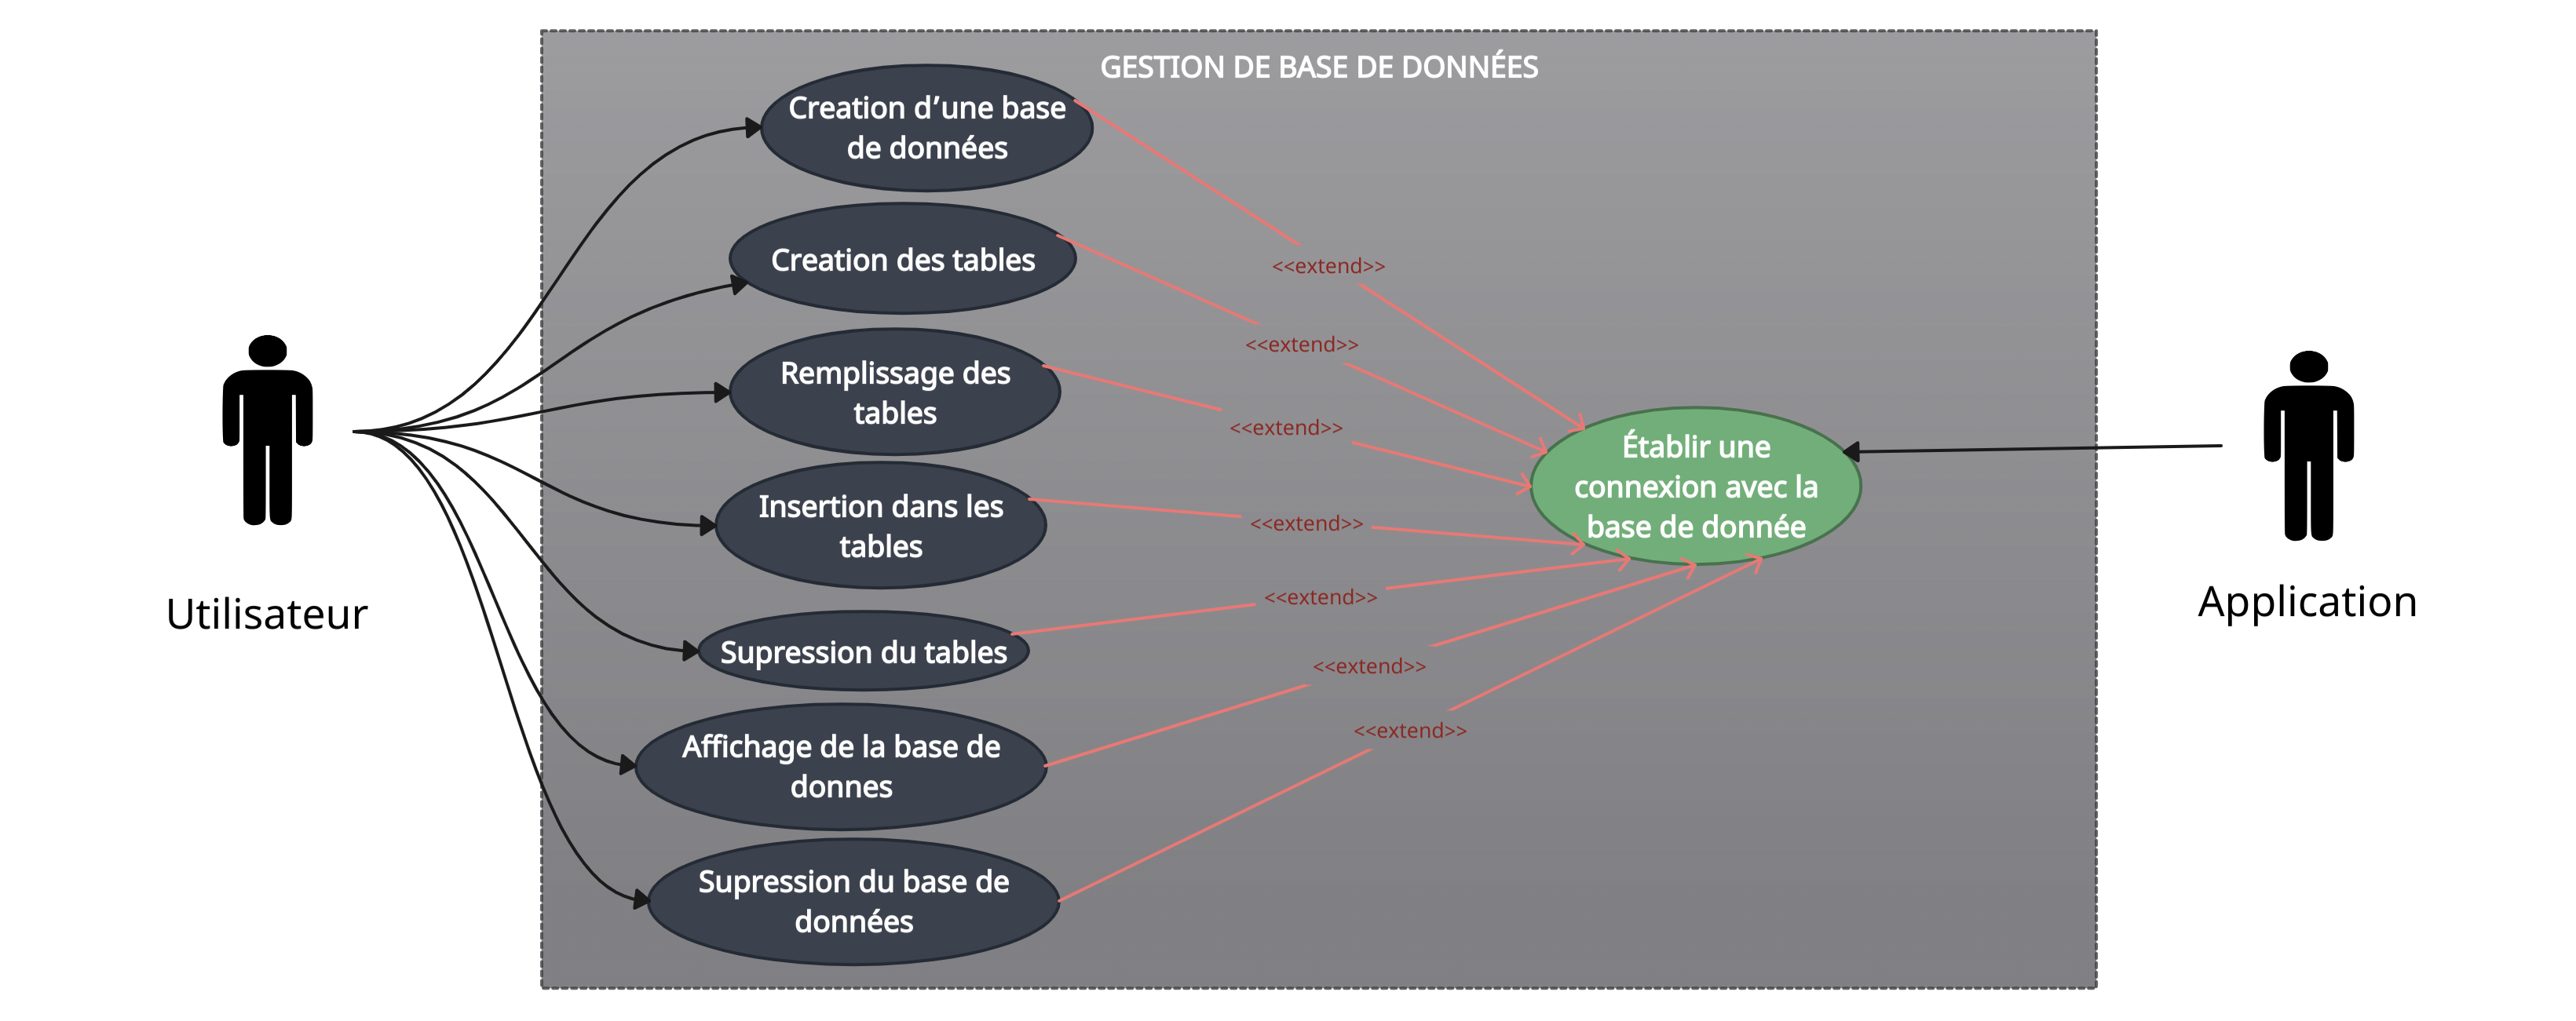 GESTION DE BASE DE DONNÉES
Creation d’une base
de données
Creation des tables
<<extend>>
<<extend>>
Remplissage des
tables
<<extend>>
Établir une
connexion avec la
base de donnée
Insertion dans les
tables
<<extend>>
<<extend>>
Utilisateur
Application
Supression du tables
<<extend>>
<<extend>>
Affichage de la base de
donnes
Supression du base de
données